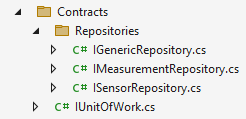 Contracts
Repositories
C# IGenericRepository.cs
C# IMeasurementRepository.cs
C# ISensorRepository.cs
C# IUnitOfWork.cs